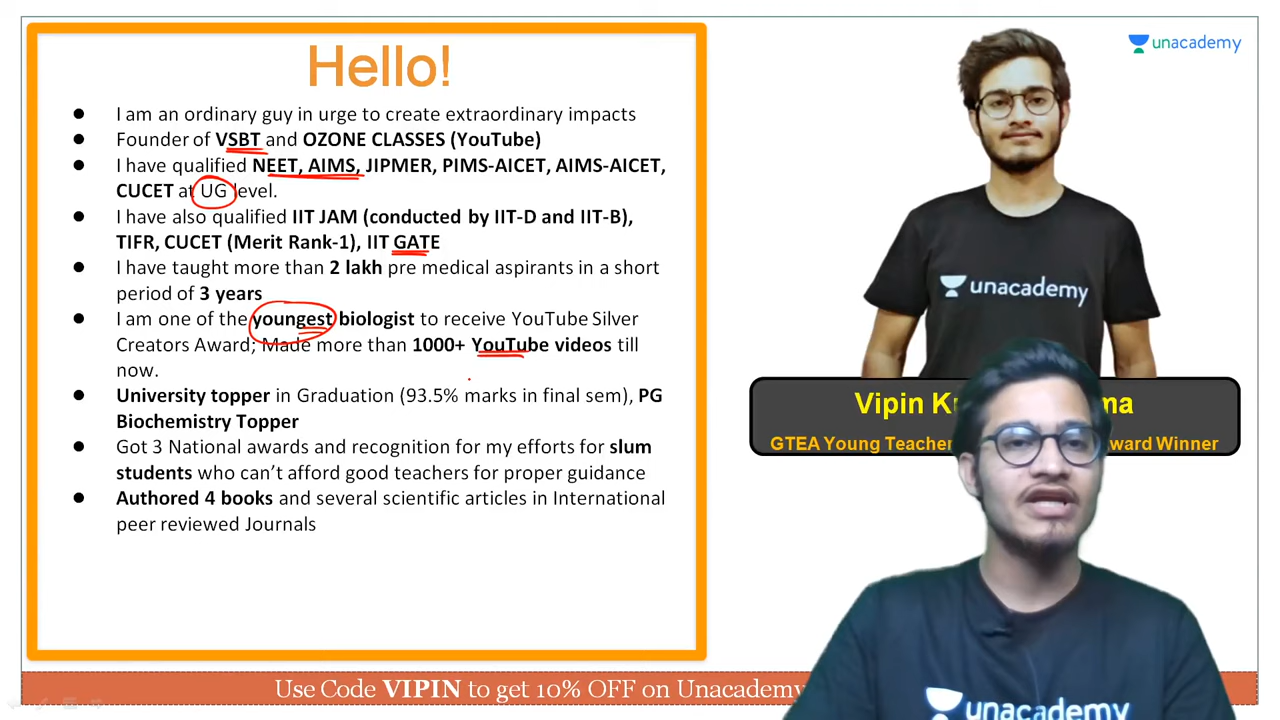 Hello!
unacademy
● I am an ordinary guy in urge to create extraordinary impacts
● Founder of VSBT and OZONE CLASSES (YouTube)
● I have qualified NEET, AIMS, JIPMER, PIMS-AICET, AIMS-AICET,
CUCET at UG level.
● I have also qualified IIT JAM (conducted by IIT-D and IIT-B),
TIFR, CUCET (Merit Rank-1), IIT GATE
● I have taught more than 2 lakh pre medical aspirants in a short
period of 3 years
● I am one of the youngest biologist to receive YouTube Silver
Creators Award; Made more than 1000+ YouTube videos till
now.
● University topper in Graduation (93.5% marks in final sem), PG
Biochemistry Topper
● Got 3 National awards and recognition for my efforts for slum
students who can’t afford good teachers for proper guidance
● Authored 4 books and several scientific articles in International
peer reviewed Journals
unacademy
Vipin
GTEA Young Teacher Award Winner
unacademy
Use Code VIPIN to get 10% OFF on Unacademy